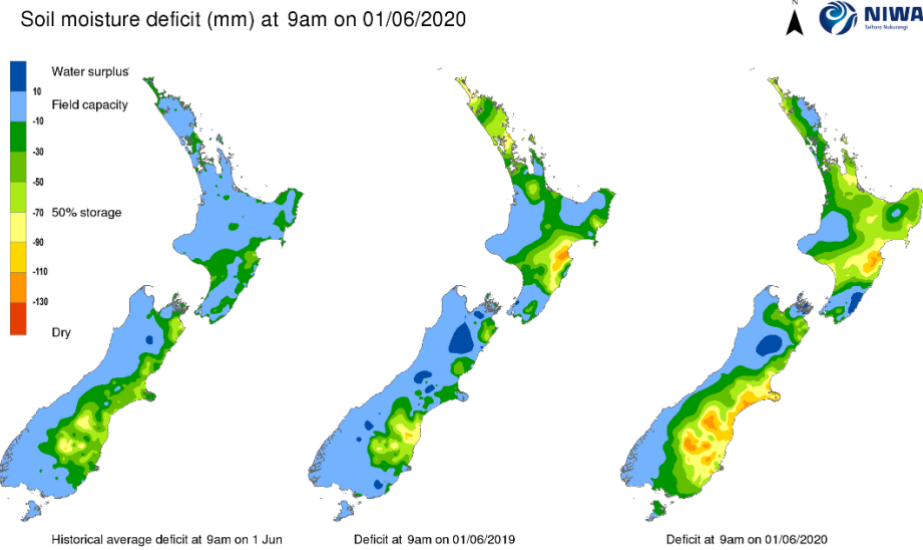 Soil moisture deficit (mm) at 9am on 01/06/2020
N
NIWA
Taihoro Nukurangi
Water surplus
10
Field capacity
-10
-30
-50
50% storage
-70
-90
-110
-130
Dry
Historical average deficit at 9am on 1 Jun
Deficit at 9am on 01/06/2019
Deficit at 9am on 01/06/2020